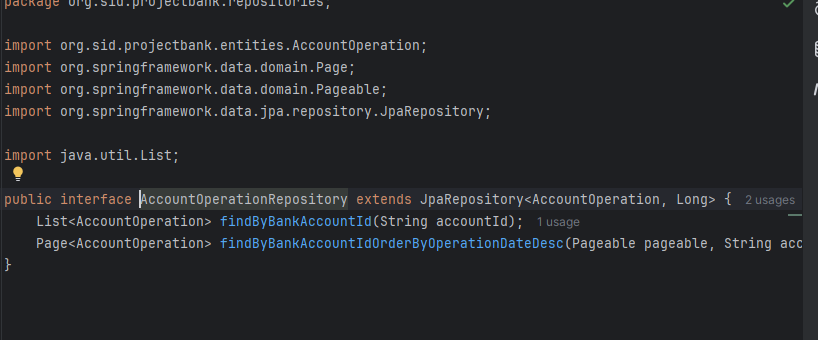 package org.sid.projectbank.repositories;
import org.sid.projectbank.entities.AccountOperation;
import org.springframework.data.domain.Page;
import org.springframework.data.domain.Pageable;
import org.springframework.data.jpa.repository.JpaRepository;
import java.util.List;
public interface AccountOperationRepository extends JpaRepository<AccountOperation, Long> { 2 usages
List<AccountOperation> findByBankAccountId(String accountId); 1 usage
Page<AccountOperation> findByBankAccountIdOrderByOperationDateDesc(Pageable pageable, String acc
}